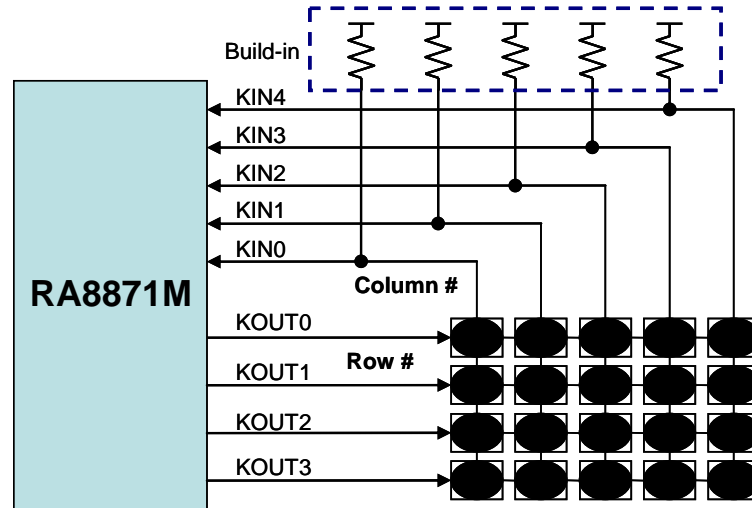 Build-in
KIN4
KIN3
KIN2
KIN1
KIN0
RA8871M
Column #
KOUT0
Row #
KOUT1
KOUT2
KOUT3